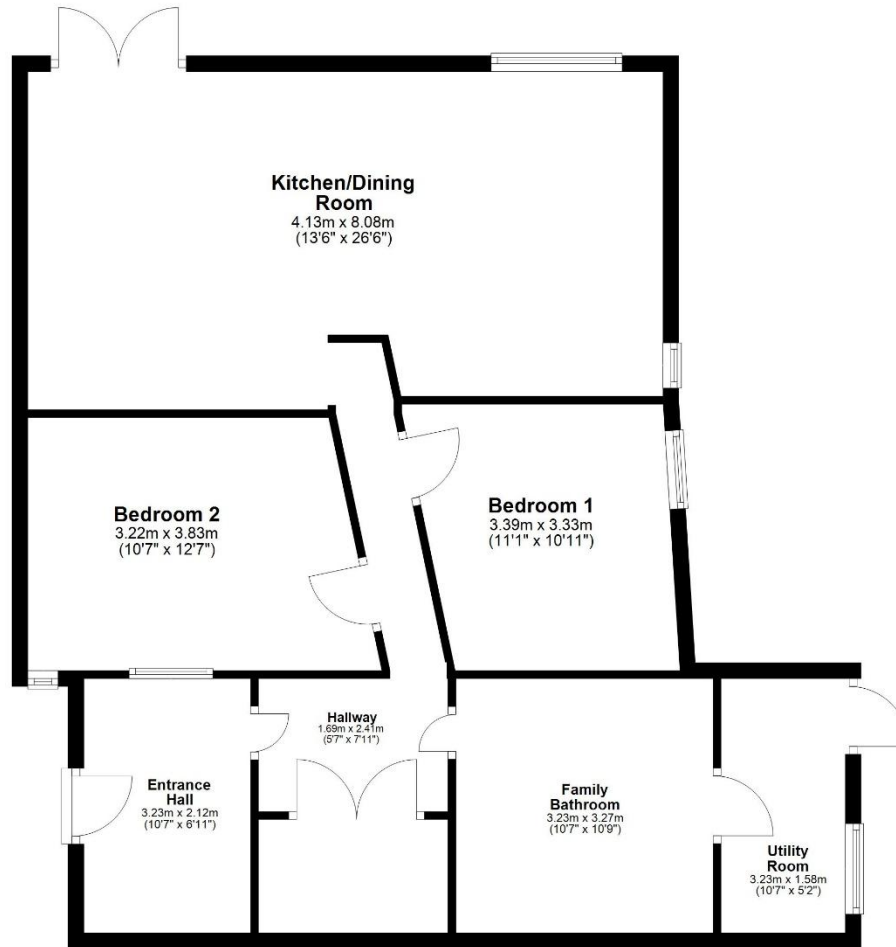 Kitchen/Dining
Room
4.13m x 8.08m
(13'6" x 26'6")
Bedroom 2
3.22m x 3.83m
(10'7" x 12'7")
Bedroom 1
3.39m x 3.33m
(11'1" x 10'11")
Hallway
1.69m x 2.41m
(5'7" x 7'11")
Entrance
Hall
3.23m x 2.12m
(10'7" x 6'11")
Family
Bathroom
3.23m x 3.27m
(10'7" x 10'9")
Utility
Room
3.23m x 1.58m
(10'7" x 5'2")